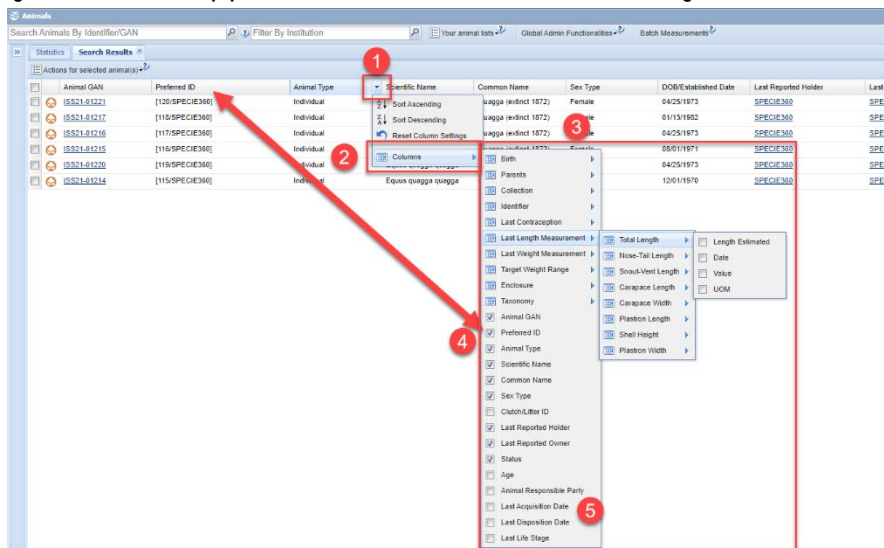 Animals
Search Animals By Identifier/GAN Filter By Institution Your animal lists Global Admin Functionalities Batch Measurements
Statistics Search Results
Actions for selected animal(s)
1
Animal GAN Preferred ID Animal Type Scientific Name Common Name Sex Type DOB/Established Date Last Reported Holder Last
ISS21-01221 [120/SPECIE360] Individual uagga (extinct 1872) Female 04/25/1973 SPECIE360 SPE
ISS21-01217 [118/SPECIE360] Individual uagga (extinct 1872) 01/13/1982 SPECIE360 SPE
ISS21-01216 [117/SPECIE360] Individual uagga (extinct 1872) 04/25/1973 SPECIE360 SPE
ISS21-01215 [116/SPECIE360] Individual 08/01/1971 SPECIE360 SPE
ISS21-01220 [119/SPECIE360] 04/25/1973 SPECIE360 SPE
ISS21-01214 [115/SPECIE360] Equus quagga quagga 12/01/1970 SPECIE360 SPE
Sort Ascending
Sort Descending
Reset Column Settings
Columns
2
3
Birth
Parents
Collection
Identifier
Last Contraception
Last Length Measurement
Last Weight Measurement
Target Weight Range
Enclosure
Taxonomy
Animal GAN
Preferred ID
Animal Type
Scientific Name
Common Name
Sex Type
Clutch/Litter ID
Last Reported Holder
Last Reported Owner
Status
Age
Animal Responsible Party
Last Acquisition Date
Last Disposition Date
Last Life Stage
4
5
Total Length
Nose-Tail Length
Snout-Vent Length
Carapace Length
Carapace Width
Plastron Length
Shell Height
Plastron Width
Length Estimated
Date
Value
UOM